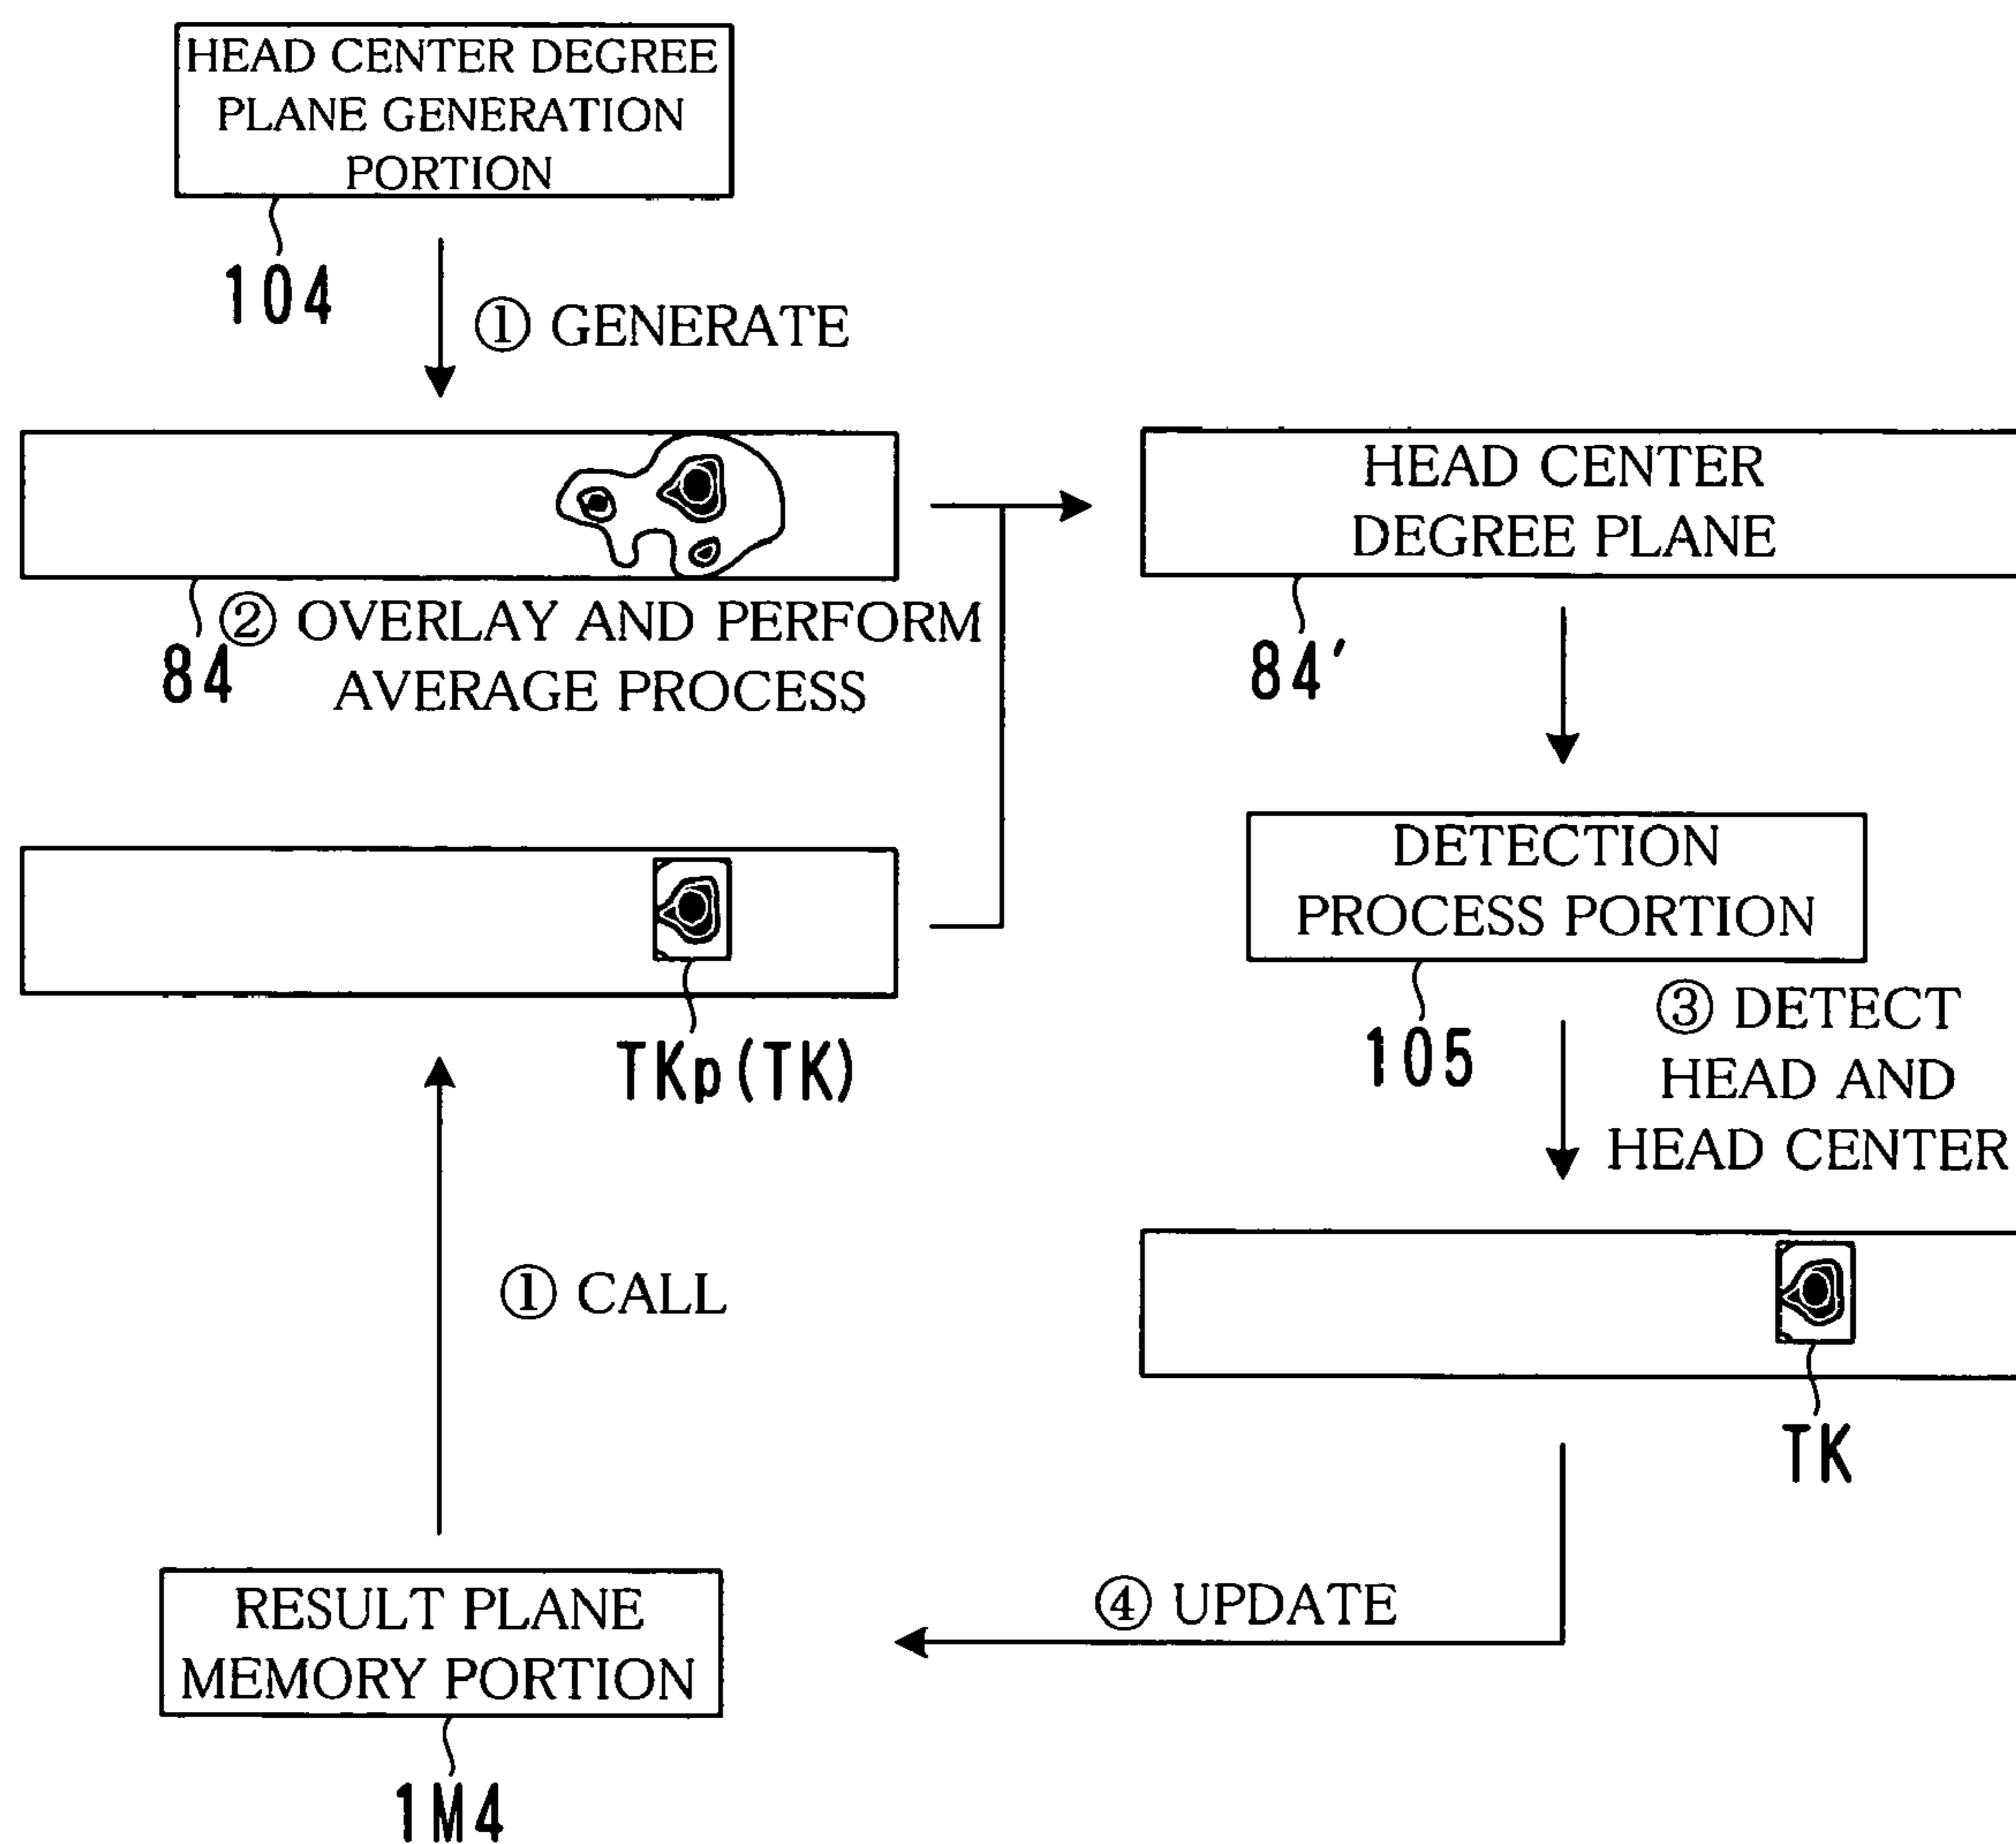 HEAD CENTER DEGREE
PLANE GENERATION
PORTION
104
① GENERATE
84
② OVERLAY AND PERFORM
AVERAGE PROCESS
HEAD CENTER
DEGREE PLANE
84'
DETECTION
PROCESS PORTION
105
③ DETECT
HEAD AND
HEAD CENTER
TKp (TK)
① CALL
TK
④ UPDATE
RESULT PLANE
MEMORY PORTION
1M4